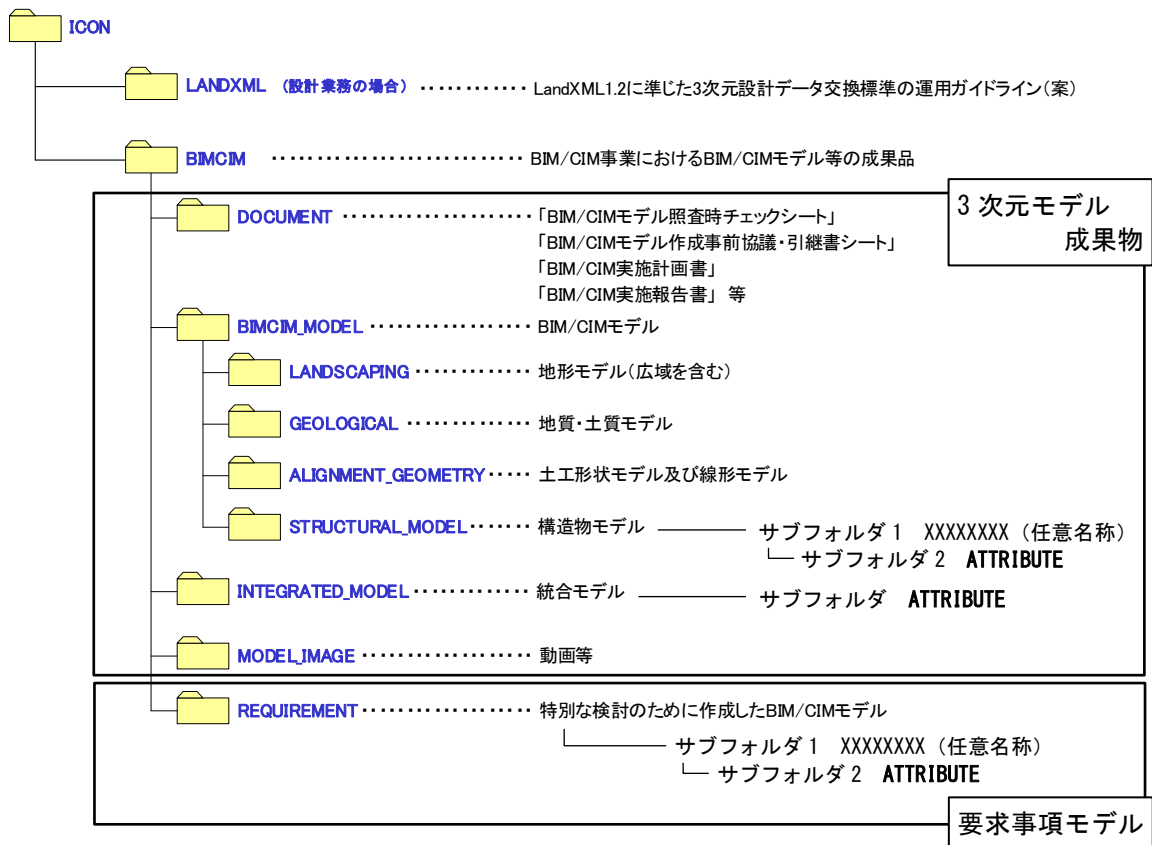 ICON
LANDXML (設計業務の場合) ・・・・・・・・・・・・ LandXML1.2に準じた3次元設計データ交換標準の運用ガイドライン(案)
BIMCIM ・・・・・・・・・・・・・・・・・・・・・・・・・・・・ BIM/CIM事業におけるBIM/CIMモデル等の成果品
3次元モデル
成果物
DOCUMENT ・・・・・・・・・・・・・・・・・・・・・ 「BIM/CIMモデル照査時チェックシート」
「BIM/CIMモデル作成事前協議・引継書シート」
「BIM/CIM実施計画書」
「BIM/CIM実施報告書」 等
BIMCIM_MODEL ・・・・・・・・・・・・・・・・・・ BIM/CIMモデル
LANDSCAPING ・・・・・・・・・・・・・ 地形モデル(広域を含む)
GEOLOGICAL ・・・・・・・・・・・・・・ 地質・土質モデル
ALIGNMENT_GEOMETRY・・・・・ 土工形状モデル及び線形モデル
STRUCTURAL_MODEL・・・・・・・ 構造物モデル サブフォルダ1 XXXXXXXX (任意名称)
サブフォルダ2 ATTRIBUTE
INTEGRATED_MODEL・・・・・・・・・・・・・ 統合モデル サブフォルダ ATTRIBUTE
MODEL_IMAGE ・・・・・・・・・・・・・・・・・・・ 動画等
REQUIREMENT・・・・・・・・・・・・・・・・・・・ 特別な検討のために作成したBIM/CIMモデル
サブフォルダ1 XXXXXXXX (任意名称)
サブフォルダ2 ATTRIBUTE
要求事項モデル